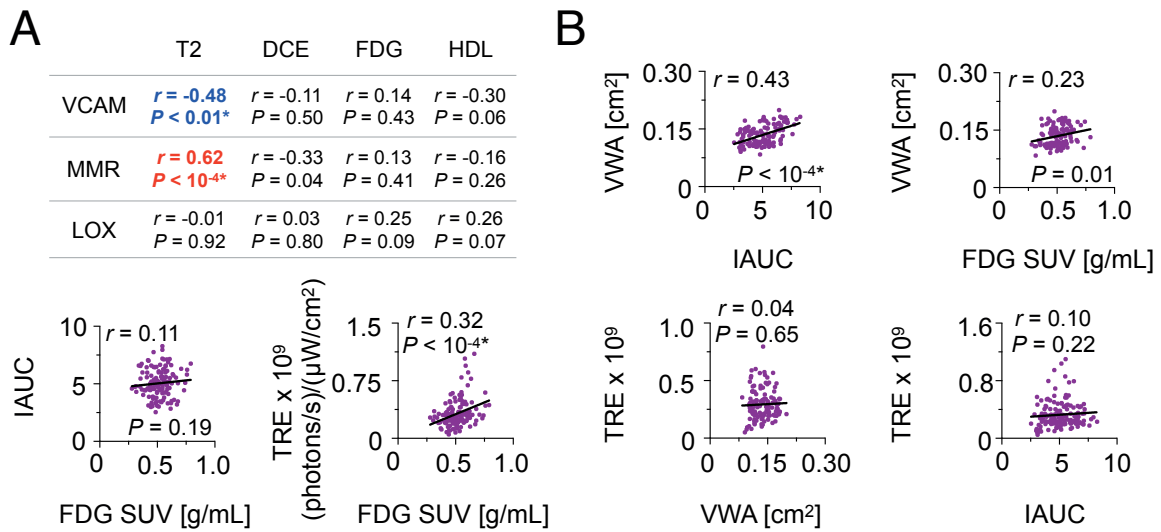 A
T2 DCE FDG HDL
VCAM
r = -0.48 r = -0.11 r = 0.14 r = -0.30
P < 0.01* P = 0.50 P = 0.43 P = 0.06
MMR
r = 0.62 r = -0.33 r = 0.13 r = -0.16
P < 10⁻⁴* P = 0.04 P = 0.41 P = 0.26
LOX
r = -0.01 r = 0.03 r = 0.25 r = 0.26
P = 0.92 P = 0.80 P = 0.09 P = 0.07
IAUC
10
5
0
r = 0.11
P = 0.19
0 0.5 1.0
FDG SUV [g/mL]
TRE x 10⁹
(photons/s)/(µW/cm²)
1.5
0.75
0
r = 0.32
P < 10⁻⁴*
0 0.5 1.0
FDG SUV [g/mL]
B
VWA [cm²]
0.30
0.15
0
r = 0.43
P < 10⁻⁴*
0 5 10
IAUC
VWA [cm²]
0.30
0.15
0
r = 0.23
P = 0.01
0 0.5 1.0
FDG SUV [g/mL]
TRE x 10⁹
1.0
0.5
0
r = 0.04
P = 0.65
0 0.15 0.30
VWA [cm²]
TRE x 10⁹
1.6
0.8
0
r = 0.10
P = 0.22
0 5 10
IAUC